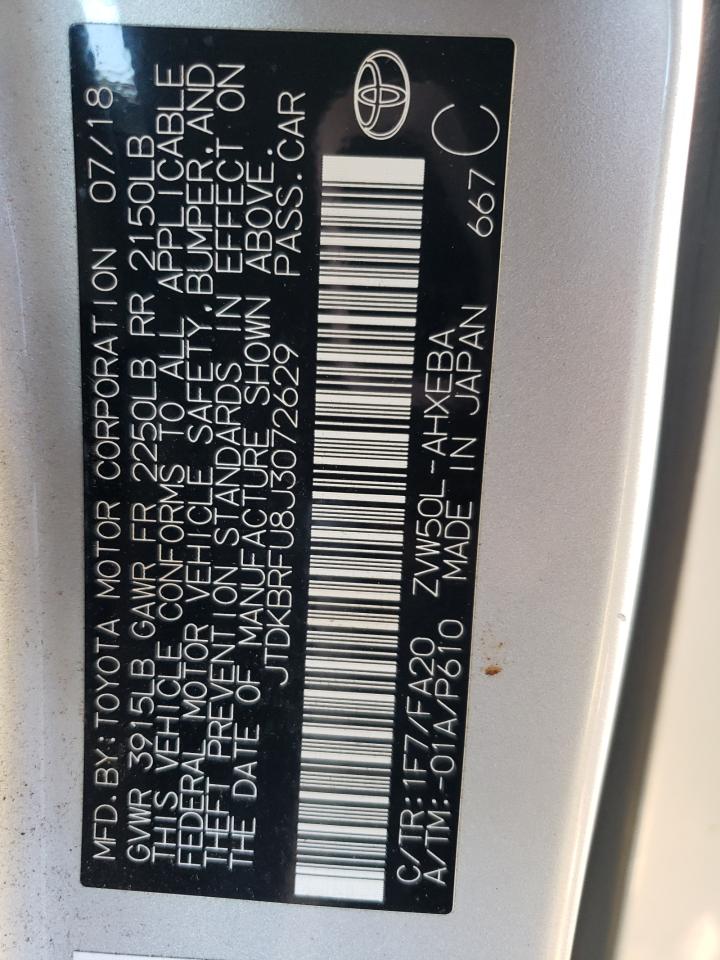 MFD.BY:TOYOTA MOTOR CORPORATION 07/18
GVWR 3915LB GAWR FR 2250LB RR 2150LB
THIS VEHICLE CONFORMS TO ALL APPLICABLE
FEDERAL MOTOR VEHICLE SAFETY,BUMPER,AND
THEFT PREVENTION STANDARDS IN EFFECT ON
THE DATE OF MANUFACTURE SHOWN ABOVE.
JTDKBRFU8J3072629 PASS.CAR
C/TR:1F7/FA20 ZVW50L-AHXEBA
A/TM:-01A/P610 MADE IN JAPAN 667 C